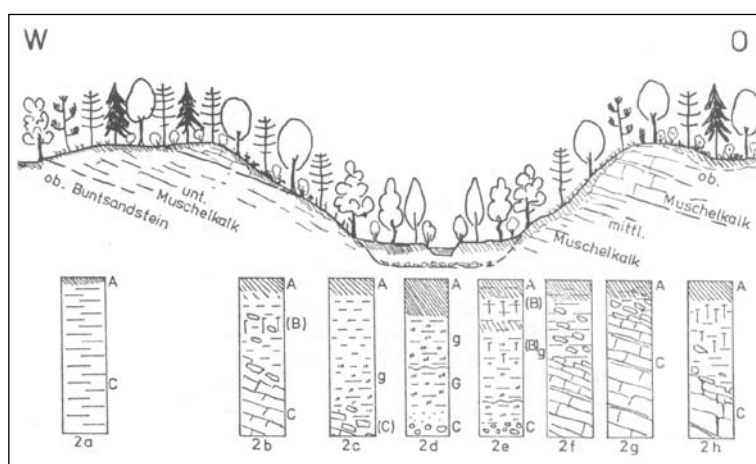 W O
ob. Buntsandstein
unt.
Muschelkalk
ob.
Muschelkalk
mittl.
Muschelkalk
A
C
2a
A
(B)
C
2b
A
g
(C)
2c
A
g
G
C
2d
A
(B)
(B)g
C
2e
2f
A
C
2g
A
C
2h